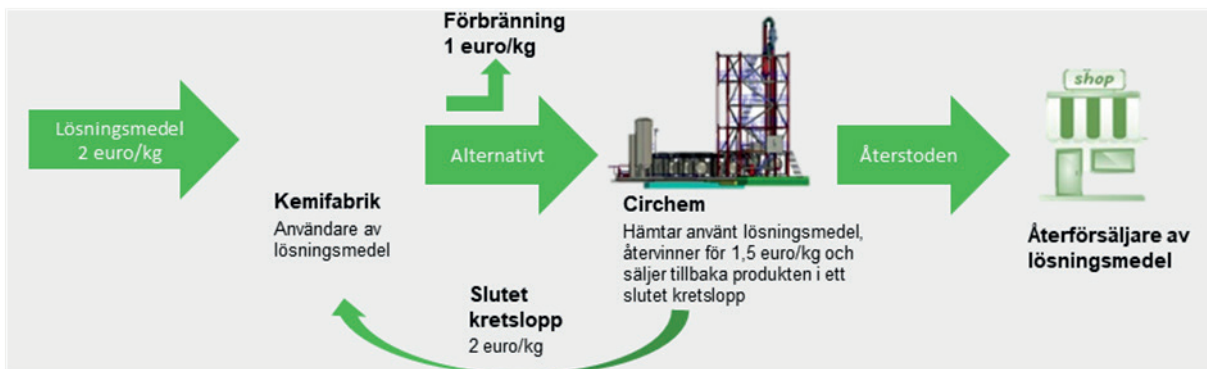 Förbränning
1 euro/kg
shop
Lösningsmedel
2 euro/kg
Alternativt
Återstoden
Kemifabrik
Användare av
lösningsmedel
Circhem
Hämtar använt lösningsmedel,
återvinner för 1,5 euro/kg och
säljer tillbaka produkten i ett
slutet kretslopp
Återförsäljare av
lösningsmedel
Slutet
kretslopp
2 euro/kg